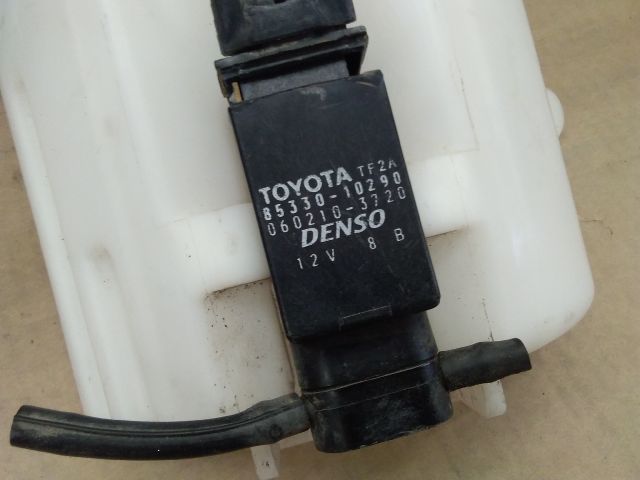 TOYOTA TF2A
85330-10290
060210-3720
DENSO
12V 8 B